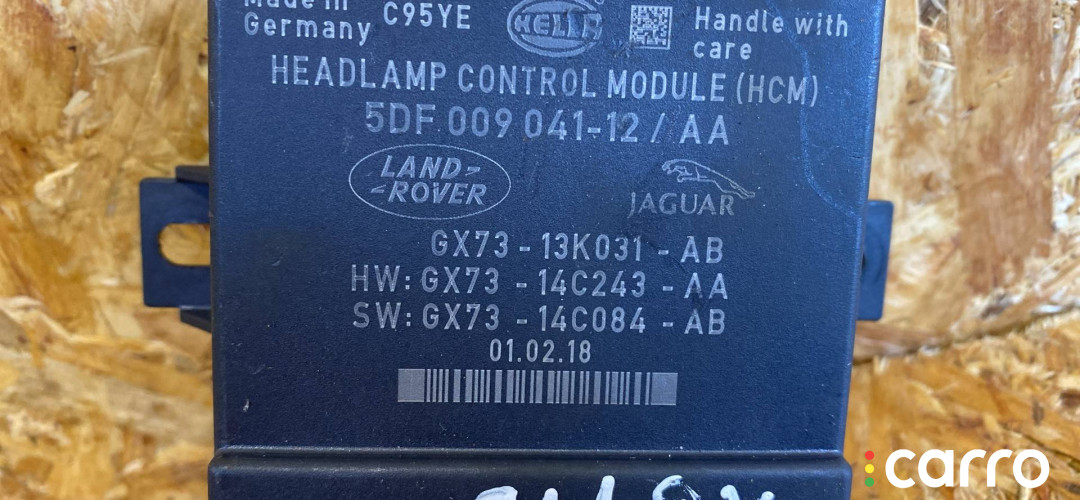 Made in
Germany C95YE HELLA Handle with
care
HEADLAMP CONTROL MODULE (HCM)
5DF 009 041-12 / AA
LAND-
-ROVER
JAGUAR
GX73 - 13K031 - AB
HW: GX73 - 14C243 - AA
SW: GX73 - 14C084 - AB
01.02.18
carro